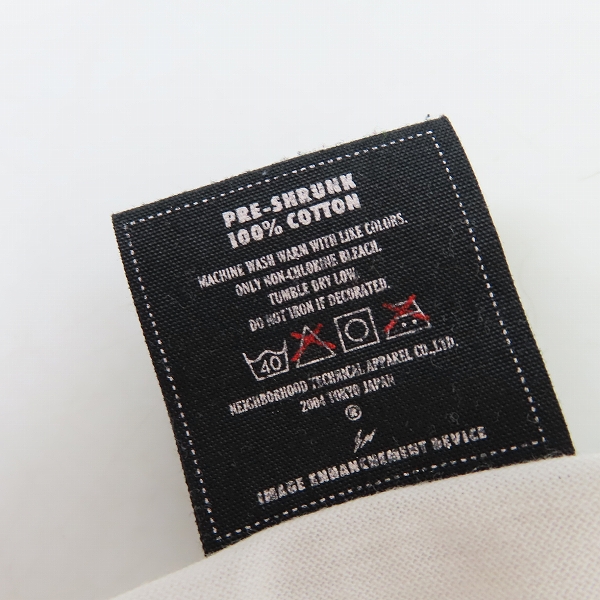 PRE-SHRUNK
100% COTTON
MACHINE WASH WARM WITH LIKE COLORS.
ONLY NON-CHLORINE BLEACH.
TUMBLE DRY LOW.
DO NOT IRON IF DECORATED.
40
NEIGHBORHOOD TECHNICAL APPAREL CO.,LTD.
2004 TOKYO JAPAN
®
IMAGE ENHANCEMENT DEVICE